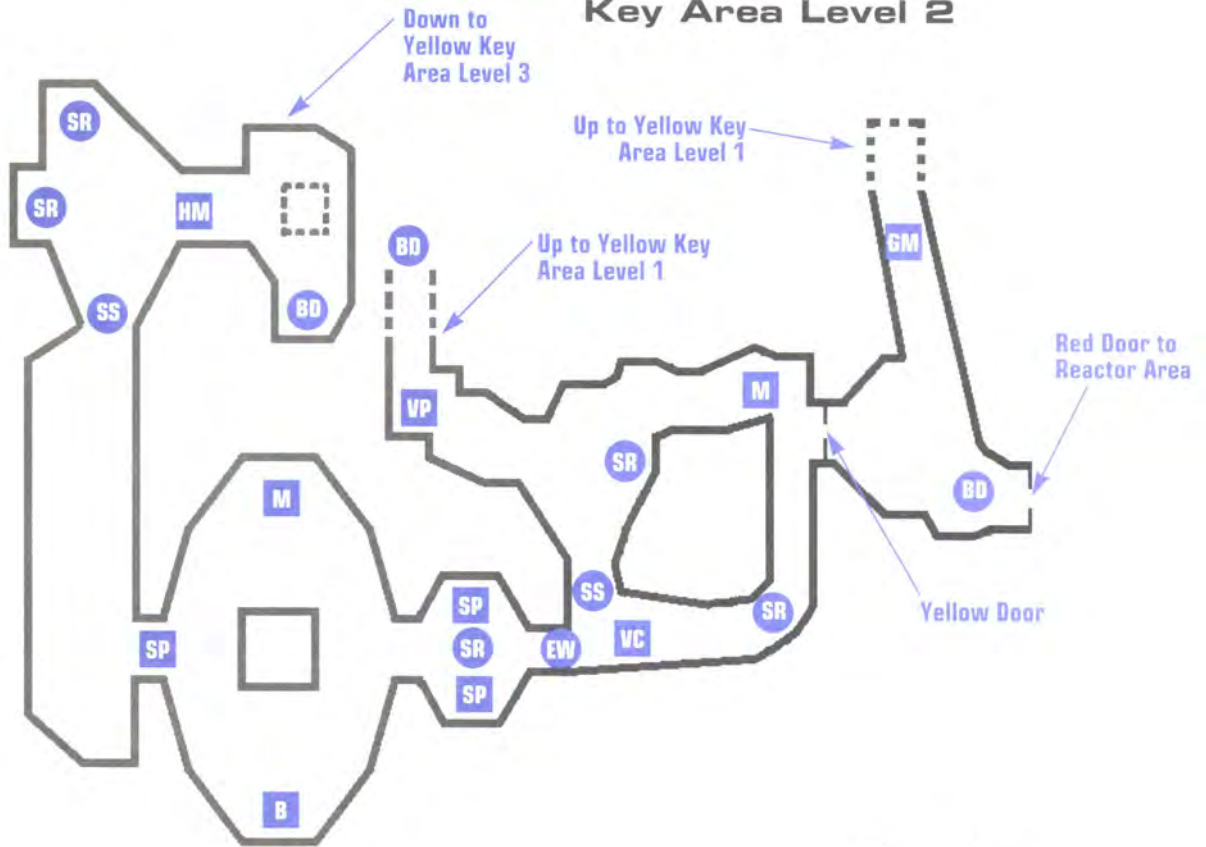 Key Area Level 2
Down to
Yellow Key
Area Level 3
Up to Yellow Key
Area Level 1
SR
SR
HM
GM
BD
Up to Yellow Key
Area Level 1
SS
BD
Red Door to
Reactor Area
M
VP
SR
BD
M
SS
SP
SR
Yellow Door
SP
SR
EW
VC
SP
B